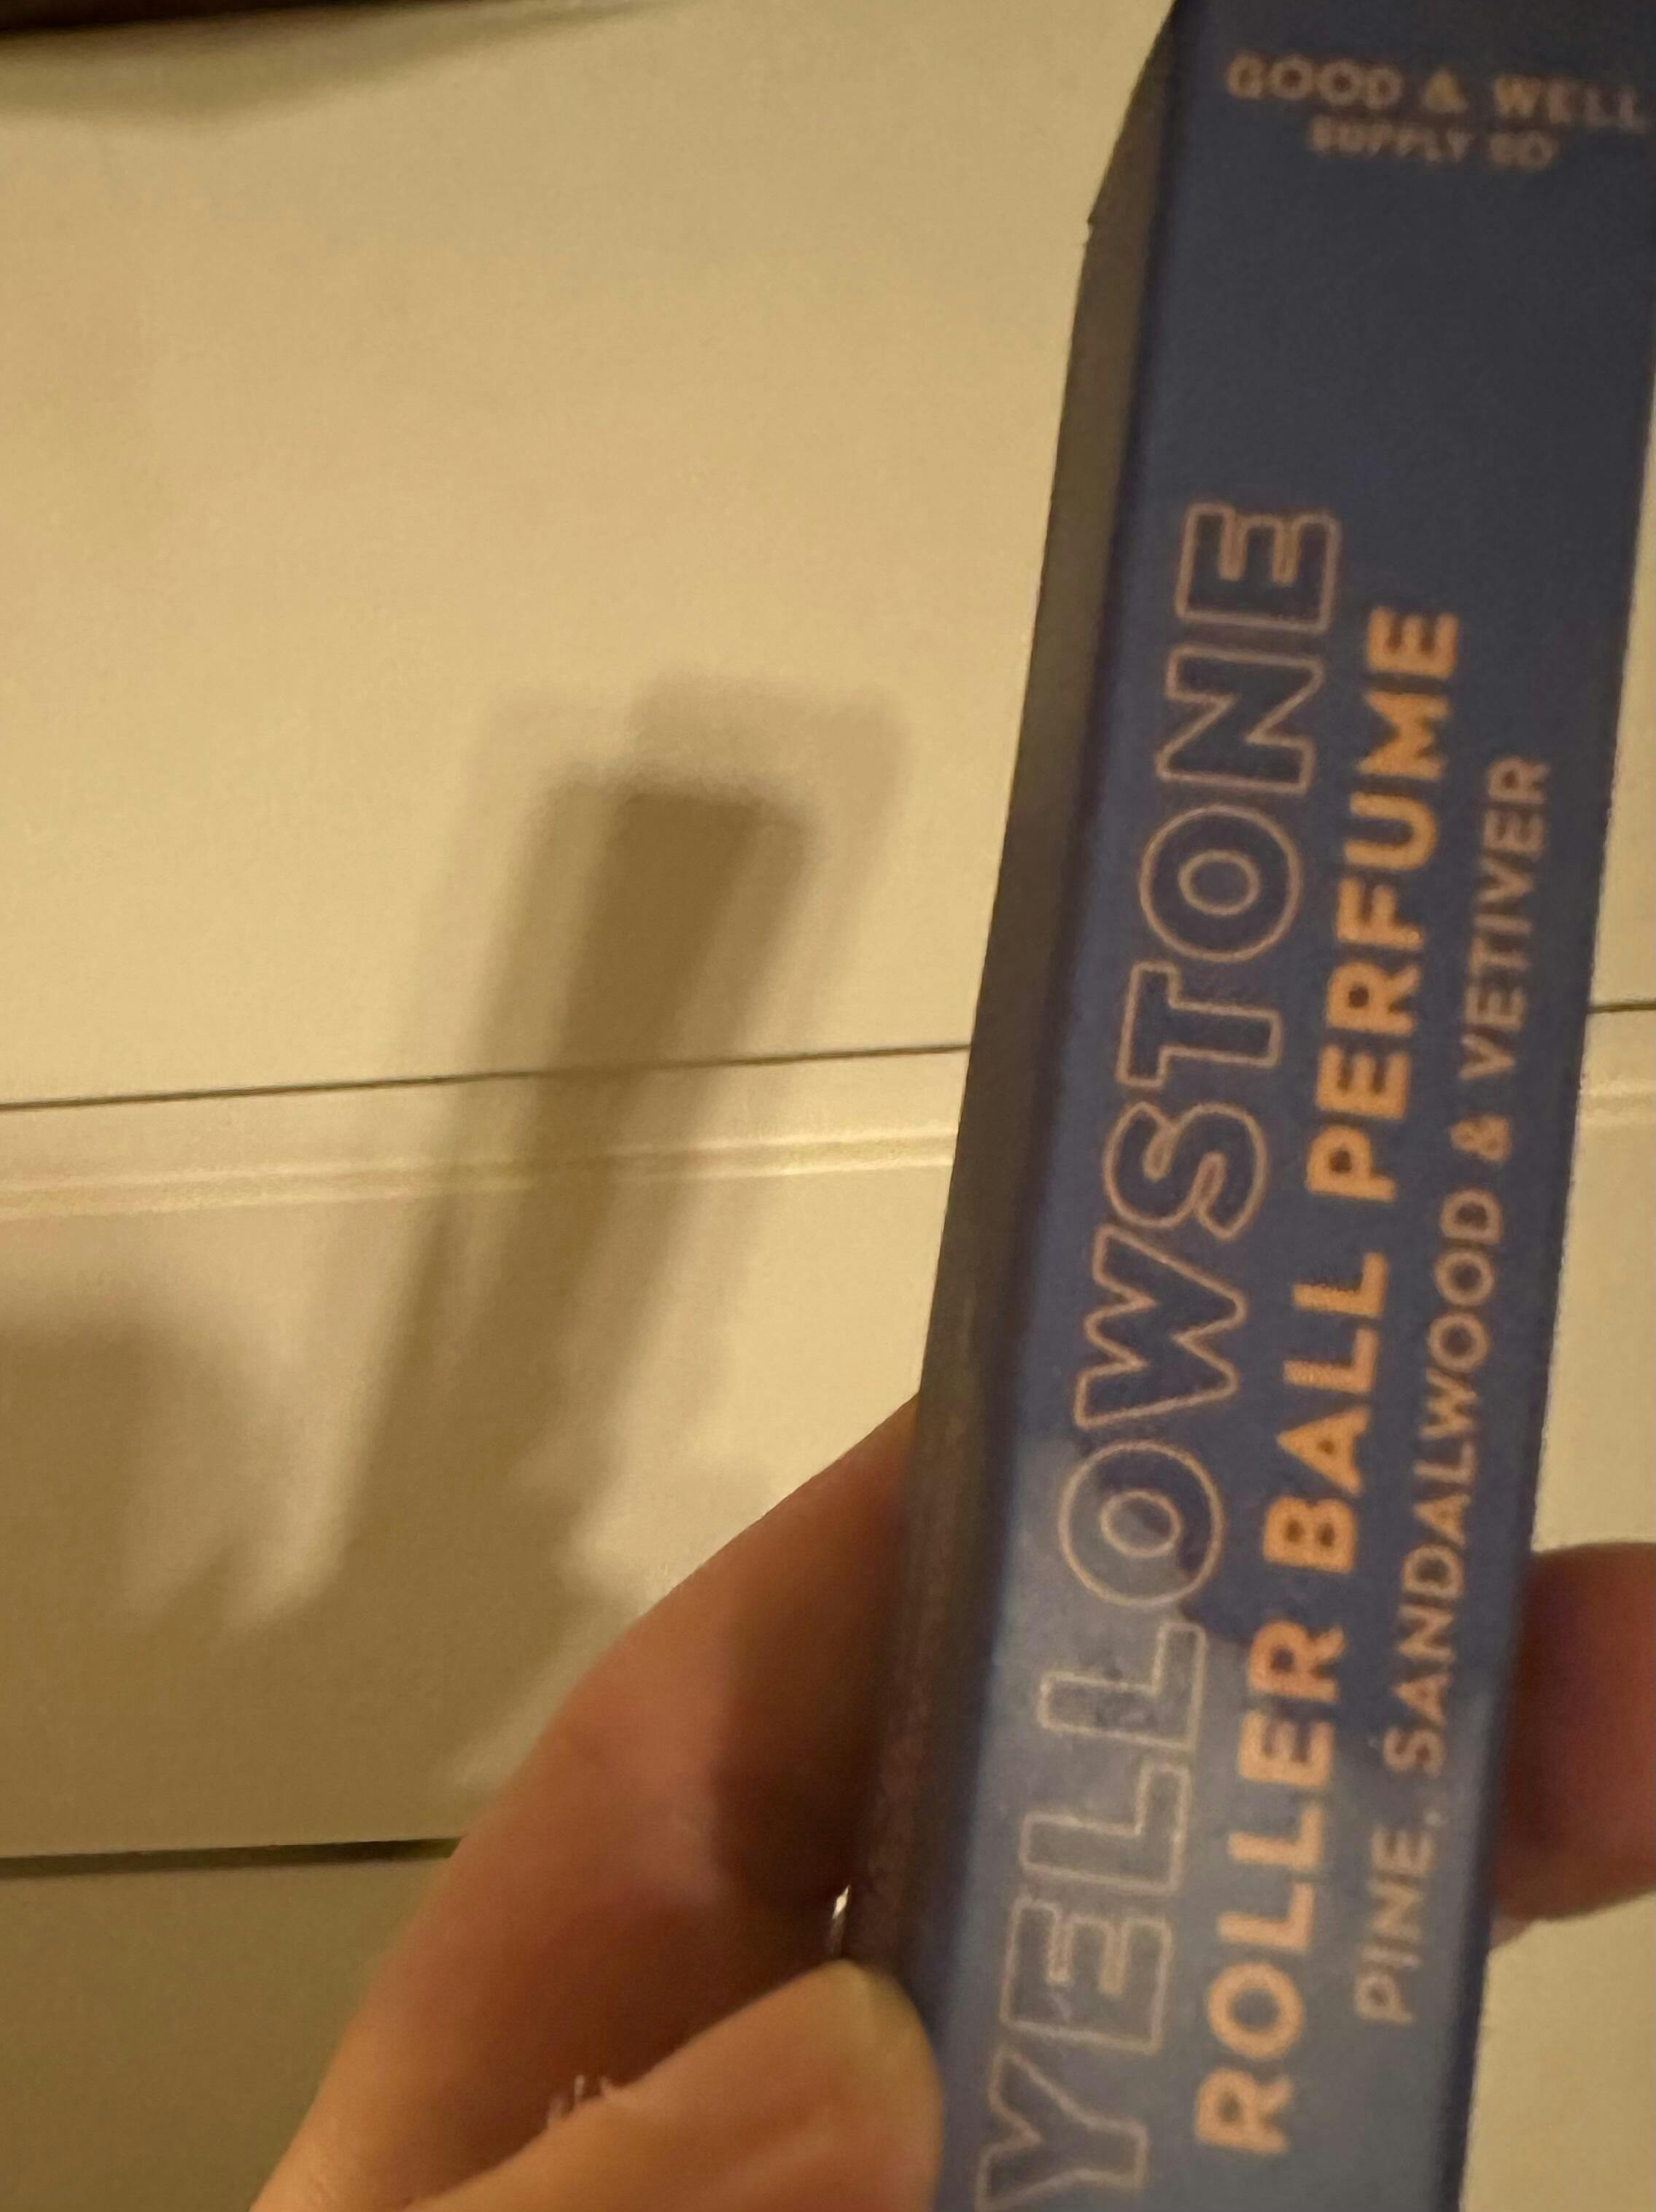 GOOD & WELL
SUPPLY CO
YELLOWSTONE
ROLLER BALL PERFUME
PINE, SANDALWOOD & VETIVER